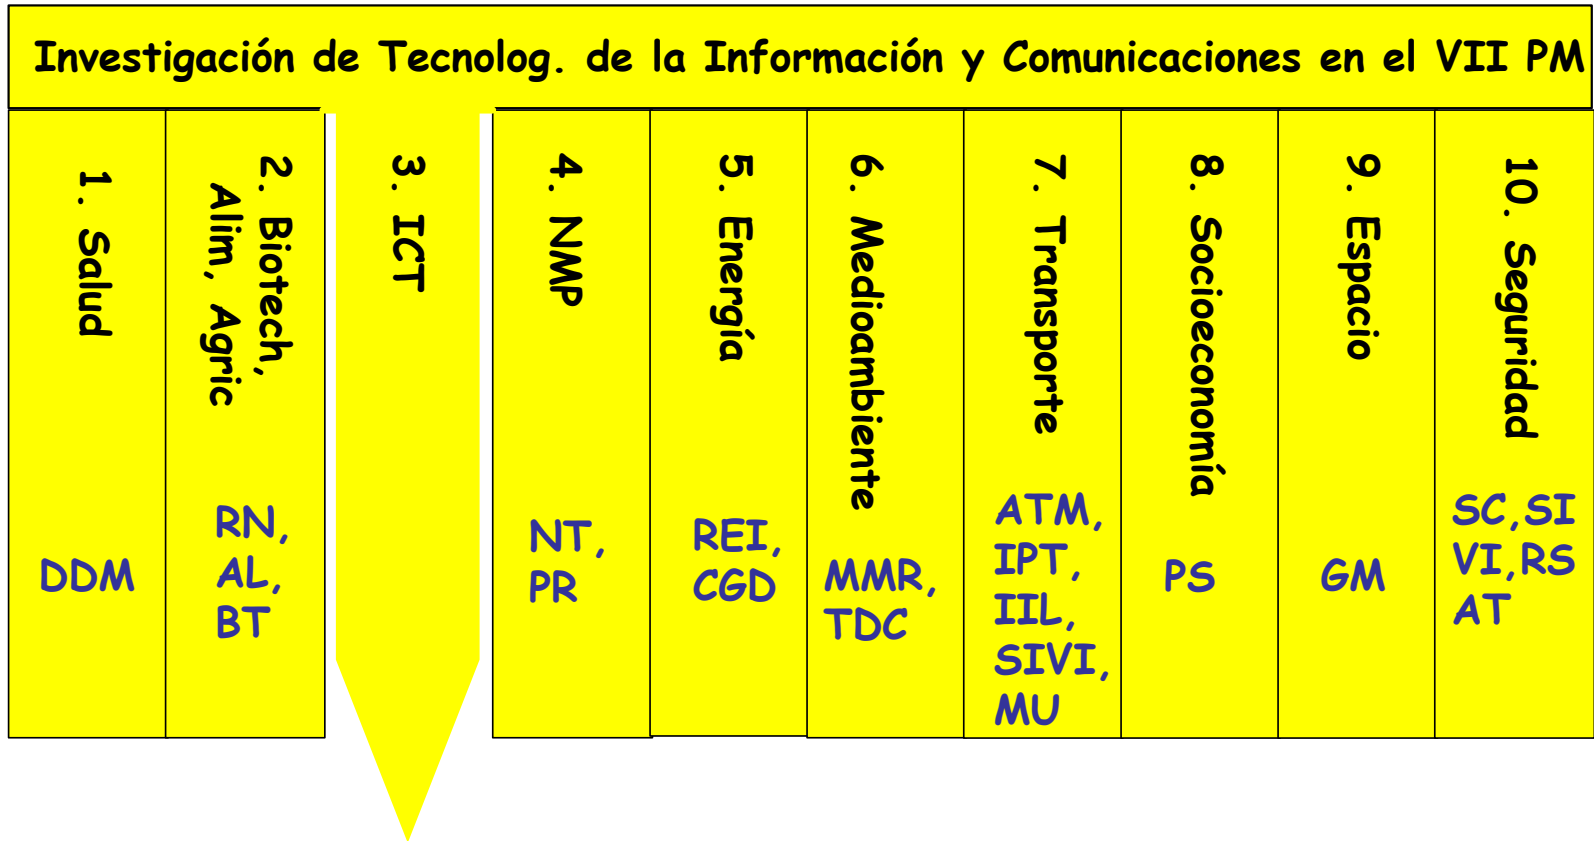 Investigación de Tecnolog. de la Información y Comunicaciones en el VII PM
1. Salud
DDM
2. Biotech,
Alim, Agric
RN,
AL,
BT
3. ICT
4. NMP
NT,
PR
5. Energía
REI,
CGD
6. Medioambiente
MMR,
TDC
7. Transporte
ATM,
IPT,
IIL,
SIVI,
MU
8. Socioeconomía
PS
9. Espacio
GM
10. Seguridad
SC,SI
VI,RS
AT